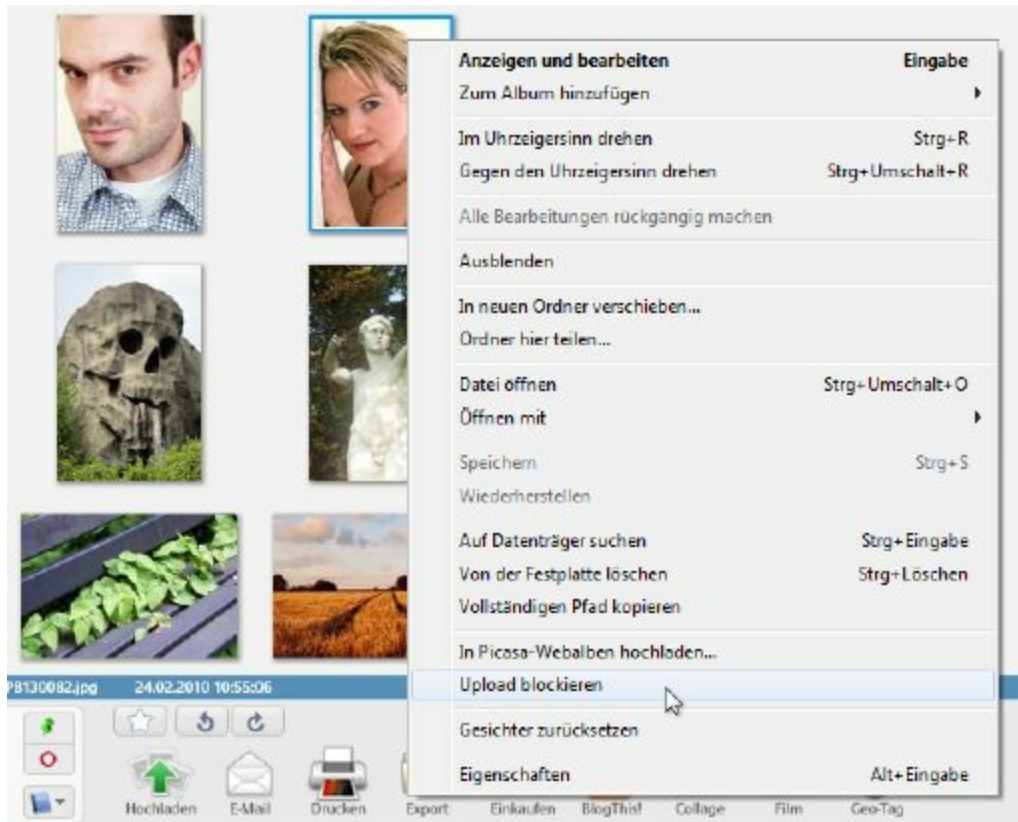 Anzeigen und bearbeiten Eingabe
Zum Album hinzufügen
Im Uhrzeigersinn drehen Strg+R
Gegen den Uhrzeigersinn drehen Strg+Umschalt+R
Alle Bearbeitungen rückgängig machen
Ausblenden
In neuen Ordner verschieben...
Ordner hier teilen...
Datei öffnen Strg+Umschalt+O
Öffnen mit
Speichern Strg+S
Wiederherstellen
Auf Datenträger suchen Strg+Eingabe
Von der Festplatte löschen Strg+Löschen
Vollständigen Pfad kopieren
In Picasa-Webalben hochladen...
Upload blockieren
Gesichter zurücksetzen
Eigenschaften Alt+Eingabe
P8130082.jpg 24.02.2010 10:55:06
Hochladen E-Mail Drucken Export Einkaufen BlogThis! Collage Film Geo-Tag